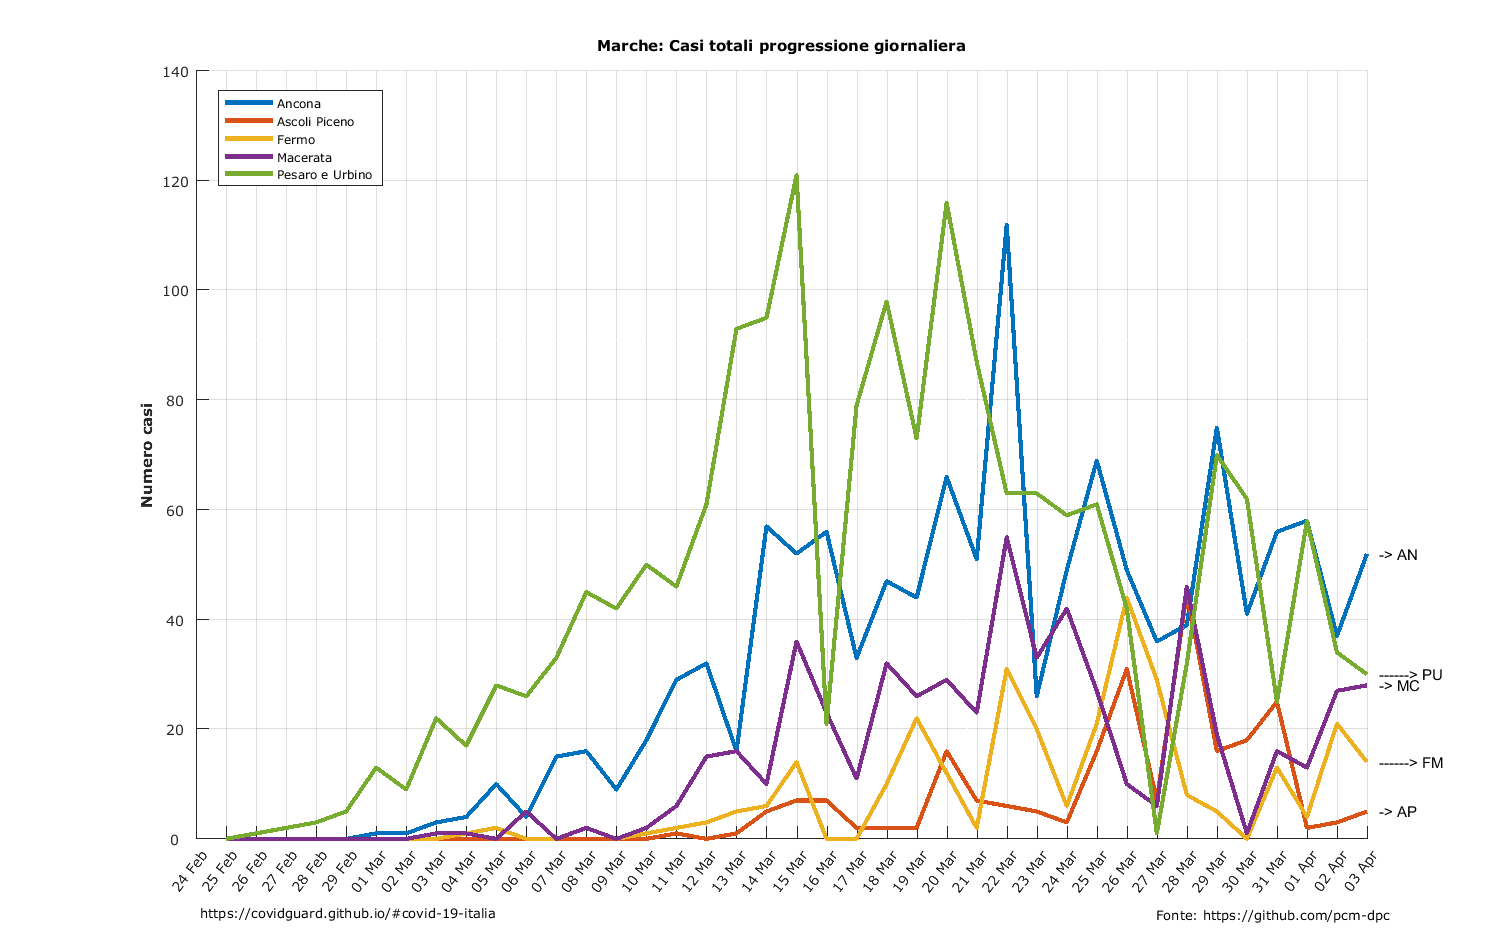 Marche: Casi totali progressione giornaliera
140
120
100
80
60
40
20
0
Numero casi
Ancona
Ascoli Piceno
Fermo
Macerata
Pesaro e Urbino
-> AN
------> PU
-> MC
------> FM
-> AP
24 Feb
25 Feb
26 Feb
27 Feb
28 Feb
29 Feb
01 Mar
02 Mar
03 Mar
04 Mar
05 Mar
06 Mar
07 Mar
08 Mar
09 Mar
10 Mar
11 Mar
12 Mar
13 Mar
14 Mar
15 Mar
16 Mar
17 Mar
18 Mar
19 Mar
20 Mar
21 Mar
22 Mar
23 Mar
24 Mar
25 Mar
26 Mar
27 Mar
28 Mar
29 Mar
30 Mar
31 Mar
01 Apr
02 Apr
03 Apr
https://covidguard.github.io/#covid-19-italia
Fonte: https://github.com/pcm-dpc